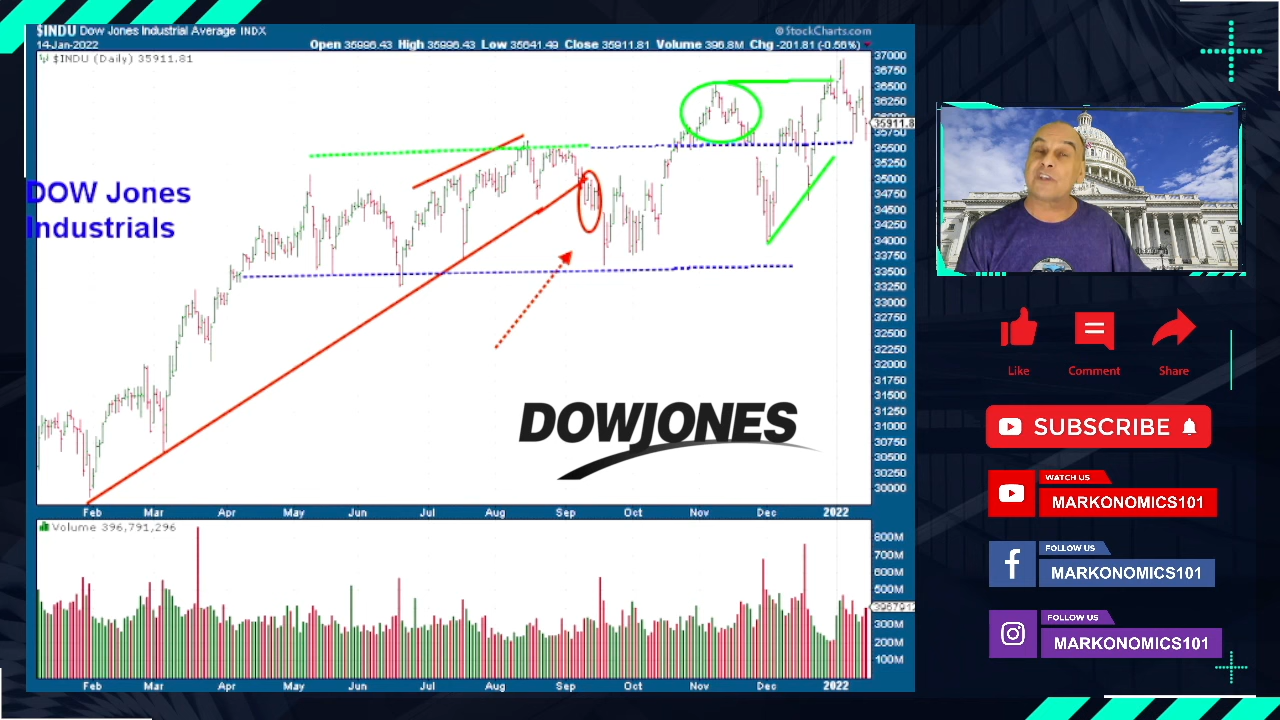 $INDU Dow Jones Industrial Average INDX
© StockCharts.com
14-Jan-2022
Open 35996.43 High 35996.43 Low 35641.49 Close 35911.81 Volume 396.8M Chg -201.81 (-0.56%)
$INDU (Daily) 35911.81
37000
36750
36500
36250
35911.8
35750
35500
35250
35000
34750
34500
34250
34000
33750
33500
33250
33000
32750
32500
32250
32000
31750
31500
31250
31000
30750
30500
30250
30000
DOW Jones
Industrials
DOWJONES
Feb Mar Apr May Jun Jul Aug Sep Oct Nov Dec 2022
Volume 396,791,296
800M
700M
600M
500M
300M
200M
100M
Feb Mar Apr May Jun Jul Aug Sep Oct Nov Dec 2022
Like
Comment
Share
SUBSCRIBE
WATCH US
MARKONOMICS101
FOLLOW US
MARKONOMICS101
FOLLOW US
MARKONOMICS101